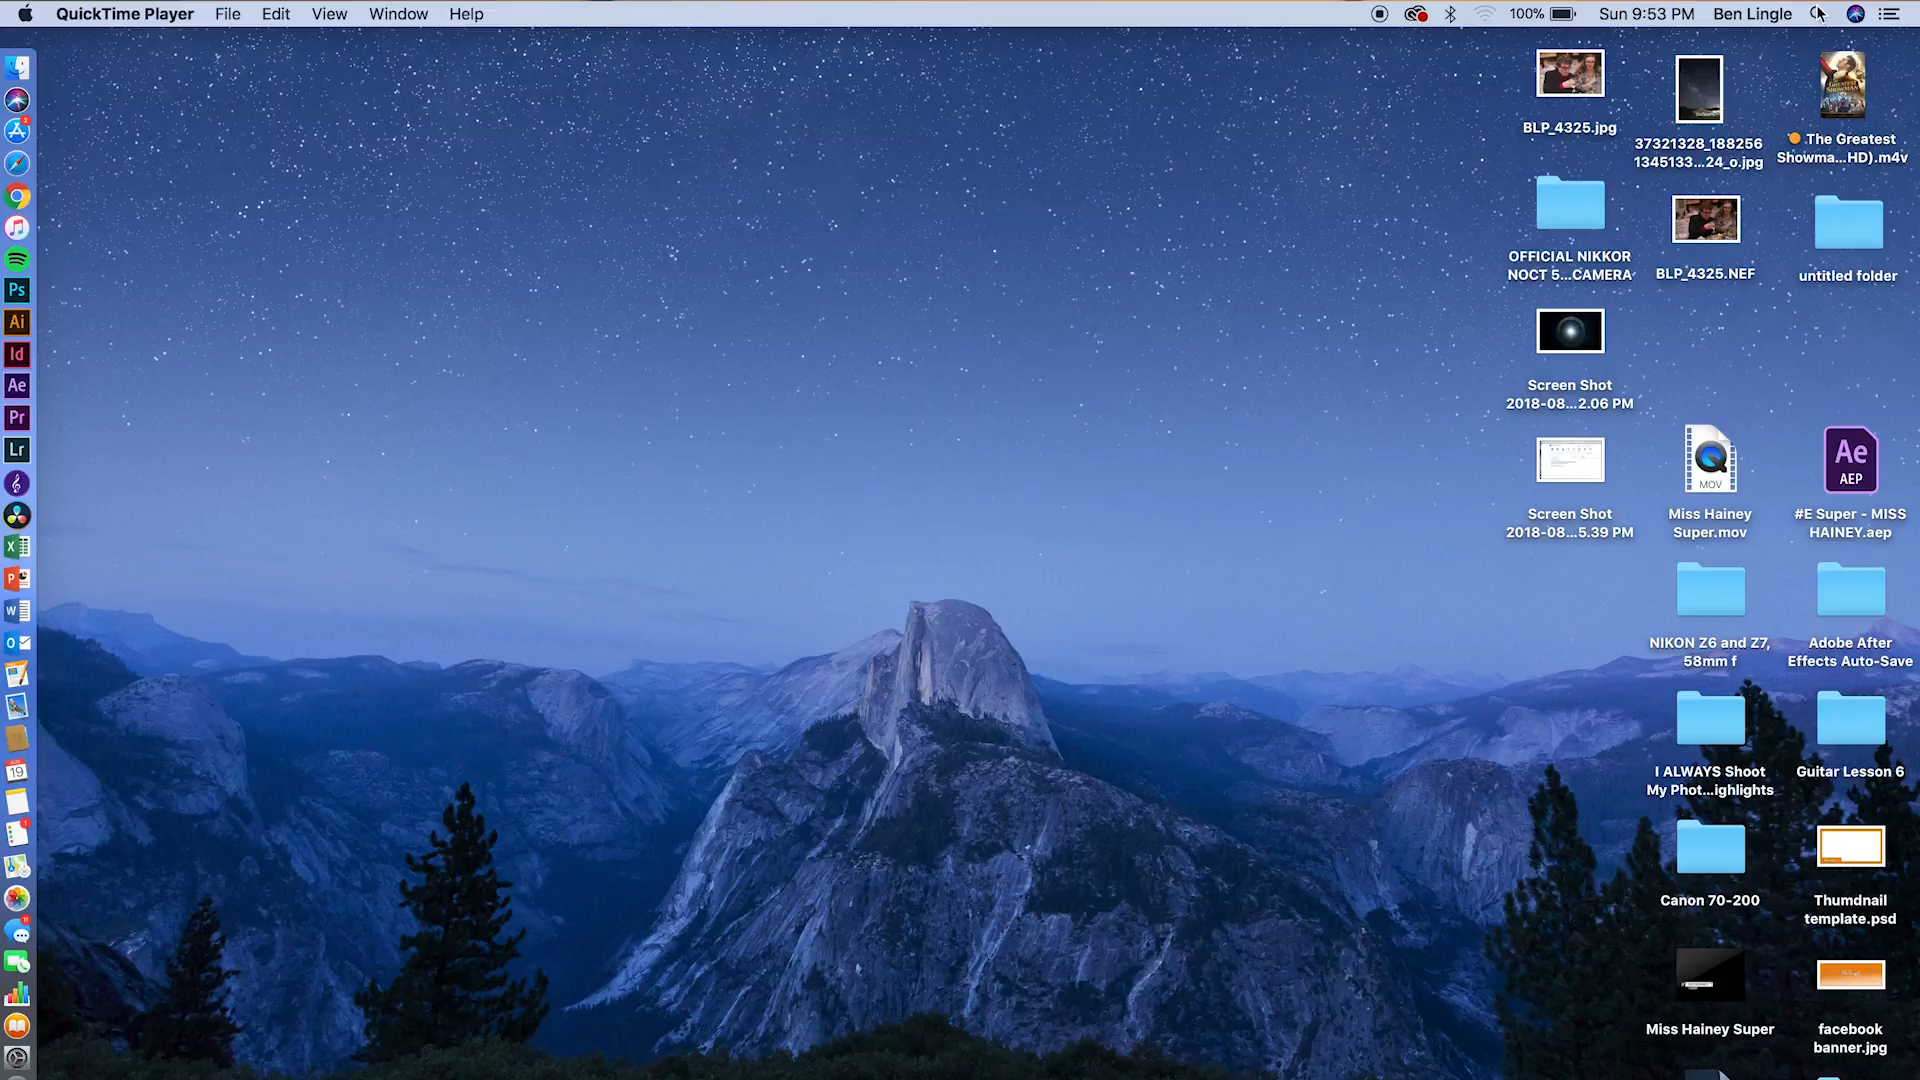 QuickTime Player File Edit View Window Help 100% Sun 9:53 PM Ben Lingle
BLP_4325.jpg
37321328_188256
1345133...24_o.jpg
The Greatest
Showma...HD).m4v
OFFICIAL NIKKOR
NOCT 5...CAMERA
BLP_4325.NEF
untitled folder
Screen Shot
2018-08...2.06 PM
Screen Shot
2018-08...5.39 PM
MOV
Miss Hainey
Super.mov
Ae
AEP
#E Super - MISS
HAINEY.aep
NIKON Z6 and Z7,
58mm f
Adobe After
Effects Auto-Save
I ALWAYS Shoot
My Phot...ighlights
Guitar Lesson 6
Canon 70-200
Thumdnail
template.psd
Miss Hainey Super
facebook
banner.jpg
2
Ps
Ai
Id
Ae
Pr
Lr
X
P
W
O
AUG
19
1
11